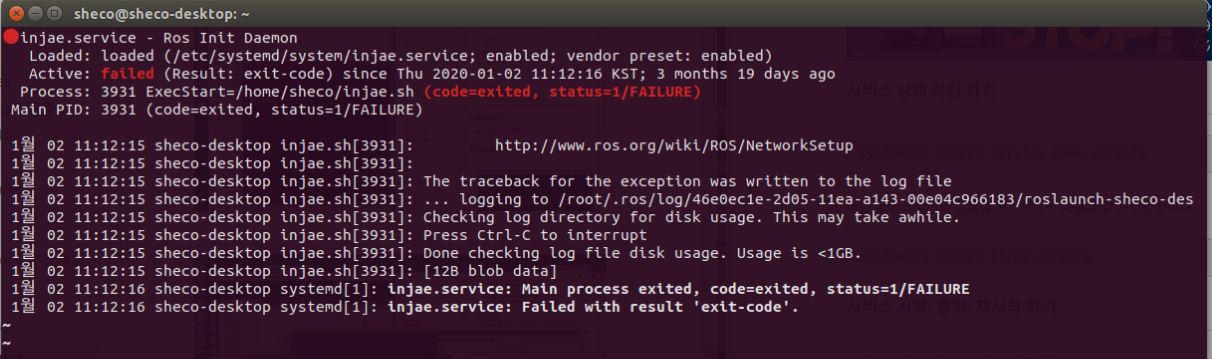 sheco@sheco-desktop: ~
injae.service - Ros Init Daemon
Loaded: loaded (/etc/systemd/system/injae.service; enabled; vendor preset: enabled)
Active: failed (Result: exit-code) since Thu 2020-01-02 11:12:16 KST; 3 months 19 days ago
Process: 3931 ExecStart=/home/sheco/injae.sh (code=exited, status=1/FAILURE)
Main PID: 3931 (code=exited, status=1/FAILURE)
1월 02 11:12:15 sheco-desktop injae.sh[3931]: http://www.ros.org/wiki/ROS/NetworkSetup
1월 02 11:12:15 sheco-desktop injae.sh[3931]:
1월 02 11:12:15 sheco-desktop injae.sh[3931]: The traceback for the exception was written to the log file
1월 02 11:12:15 sheco-desktop injae.sh[3931]: ... logging to /root/.ros/log/46e0ec1e-2d05-11ea-a143-00e04c966183/roslaunch-sheco-des
1월 02 11:12:15 sheco-desktop injae.sh[3931]: Checking log directory for disk usage. This may take awhile.
1월 02 11:12:15 sheco-desktop injae.sh[3931]: Press Ctrl-C to interrupt
1월 02 11:12:15 sheco-desktop injae.sh[3931]: Done checking log file disk usage. Usage is <1GB.
1월 02 11:12:15 sheco-desktop injae.sh[3931]: [12B blob data]
1월 02 11:12:16 sheco-desktop systemd[1]: injae.service: Main process exited, code=exited, status=1/FAILURE
1월 02 11:12:16 sheco-desktop systemd[1]: injae.service: Failed with result 'exit-code'.
~
~
STOP!
서비스 상태 확인 하기
systemctl status service_name.service
systemctl status httpd.service
서비스 시작, 중지, 재시작 하기